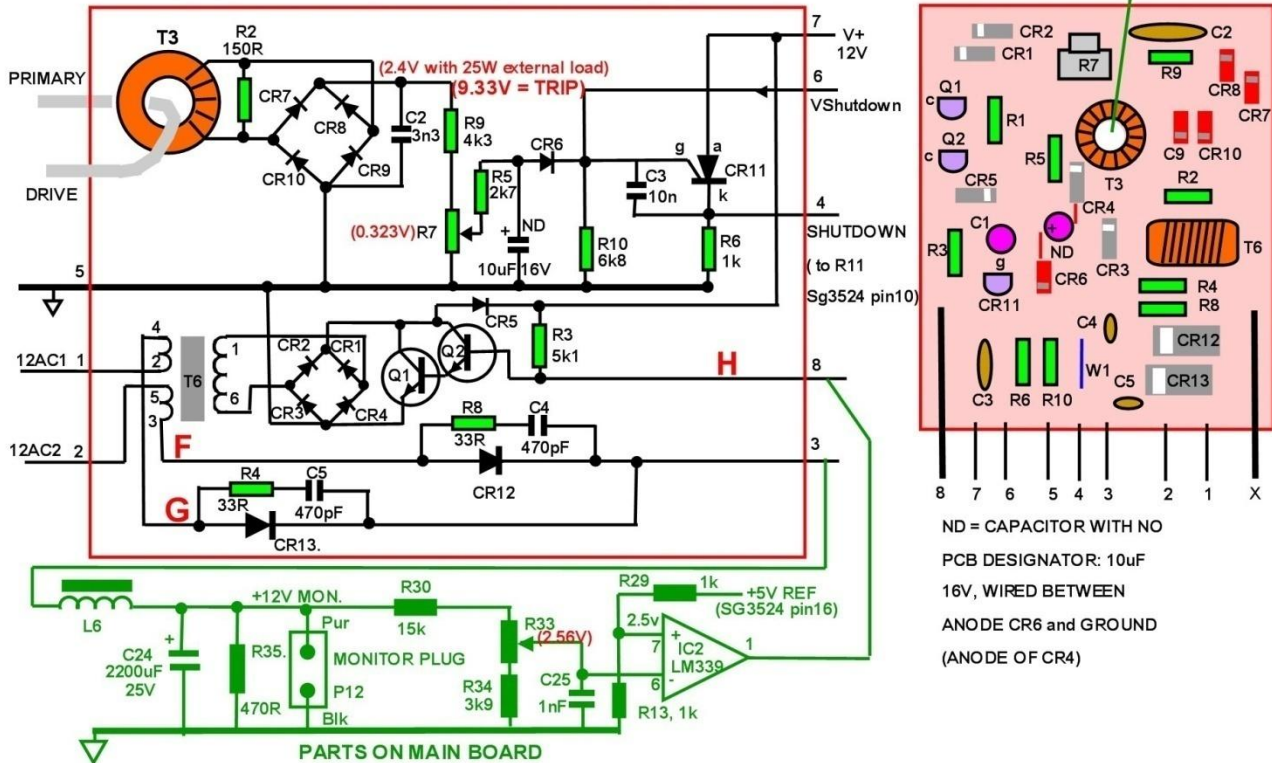 T3
R2
150R
PRIMARY
DRIVE
CR7
CR8
CR10
CR9
(2.4V with 25W external load)
(9.33V = TRIP)
C2
3n3
R9
4k3
(0.323V)
R7
R5
2k7
CR6
+
ND
10uF
16V
g
a
k
CR11
C3
10n
R10
6k8
R6
1k
7
V+
12V
6
VShutdown
4
SHUTDOWN
( to R11
Sg3524 pin10)
5
12AC1
1
12AC2
2
4
2
5
3
T6
1
6
CR2
CR1
CR3
CR4
Q1
Q2
CR5
R3
5k1
H
8
F
R8
33R
C4
470pF
CR12
3
G
R4
33R
C5
470pF
CR13.
L6
+12V MON.
+
C24
2200uF
25V
R35.
470R
Pur
MONITOR PLUG
P12
Blk
R30
15k
R33
(2.56V)
R34
3k9
C25
1nF
R29
1k
+5V REF
(SG3524 pin16)
2.5v
+
7
IC2
LM339
1
6
-
R13, 1k
PARTS ON MAIN BOARD
CR2
CR1
R7
C2
R9
CR8
CR7
Q1
c
R1
Q2
c
R5
T3
C9
CR10
R2
CR5
CR4
C1
+
ND
R3
g
CR11
CR6
CR3
T6
R4
R8
C4
CR12
CR13
C3
R6
R10
W1
C5
8
7
6
5
4
3
2
1
X
ND = CAPACITOR WITH NO
PCB DESIGNATOR: 10uF
16V, WIRED BETWEEN
ANODE CR6 and GROUND
(ANODE OF CR4)